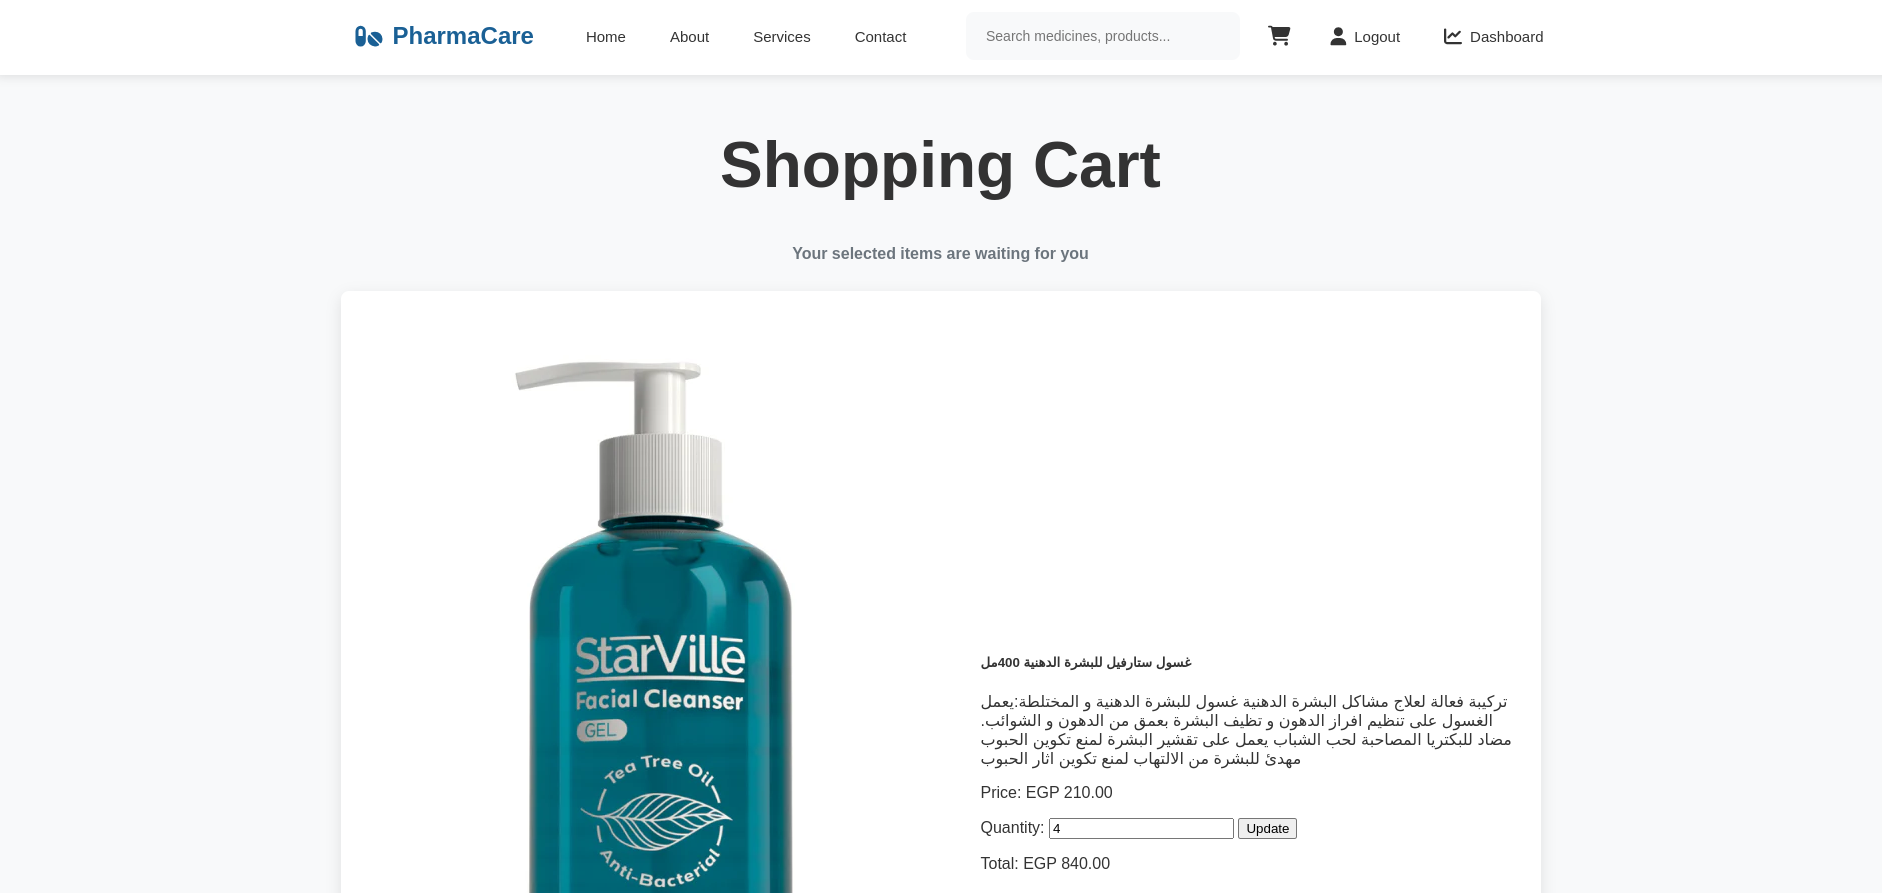 PharmaCare
Home
About
Services
Contact
Search medicines, products...
Logout
Dashboard
Shopping Cart
Your selected items are waiting for you
StarVille
Facial Cleanser
GEL
Tea Tree Oil
Anti-Bacterial
غسول ستارفيل للبشرة الدهنية 400مل
تركيبة فعالة لعلاج مشاكل البشرة الدهنية غسول للبشرة الدهنية و المختلطة:يعمل
الغسول على تنظيم افراز الدهون و تظيف البشرة بعمق من الدهون و الشوائب.
مضاد للبكتريا المصاحبة لحب الشباب يعمل على تقشير البشرة لمنع تكوين الحبوب
مهدئ للبشرة من الالتهاب لمنع تكوين اثار الحبوب
Price: EGP 210.00
Quantity: 4 Update
Total: EGP 840.00